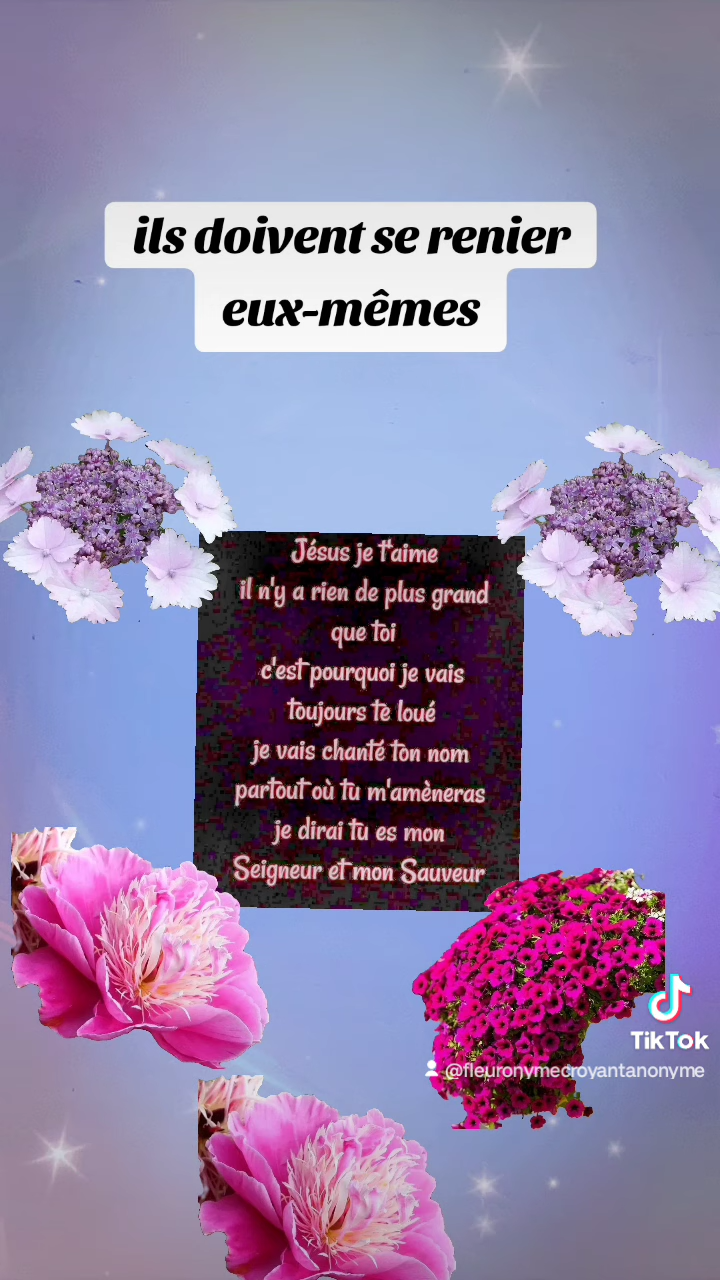 ils doivent se renier
eux-mêmes
Jésus je t'aime
il n'y a rien de plus grand
que toi
c'est pourquoi je vais
toujours te loué
je vais chanté ton nom
partout où tu m'amèneras
je dirai tu es mon
Seigneur et mon Sauveur
TikTok
@fleuronymecroyantanonyme